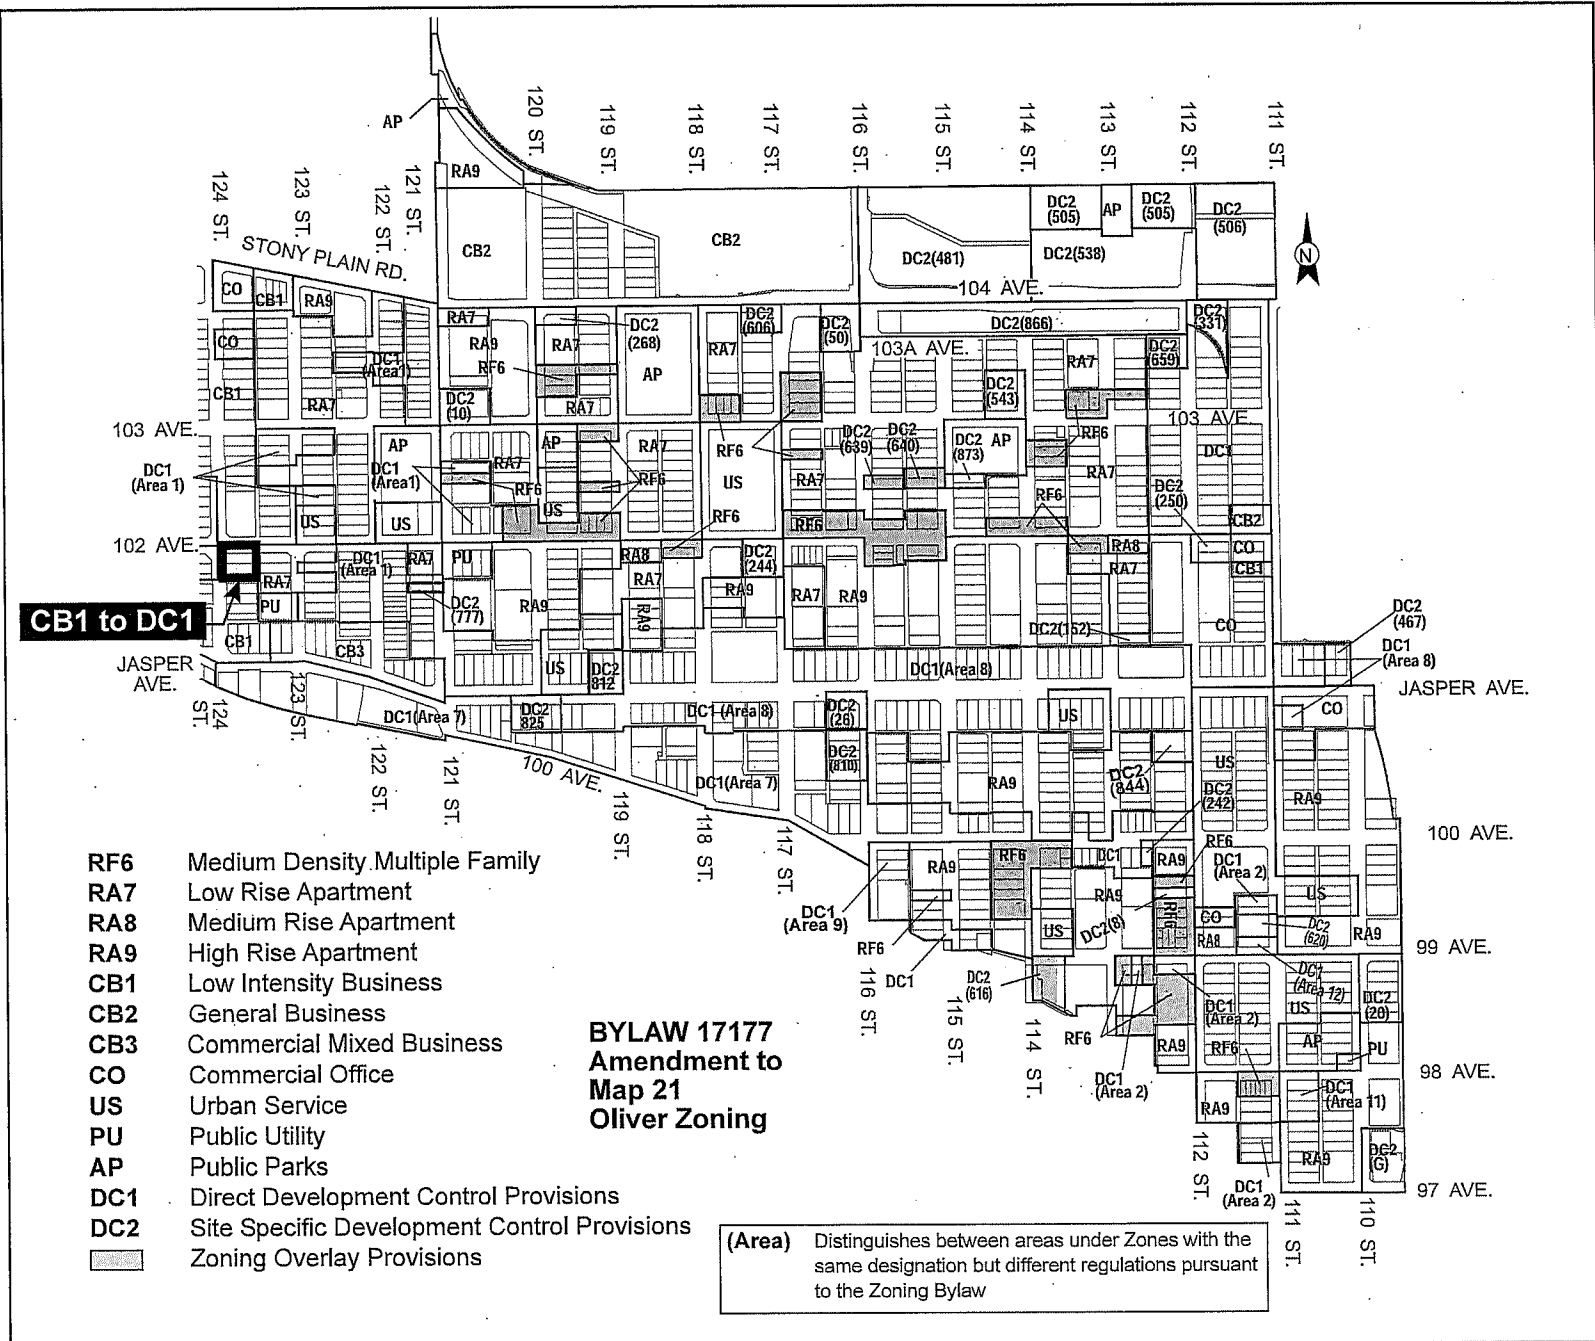 120 ST.
119 ST.
118 ST.
117 ST.
116 ST.
115 ST.
114 ST.
113 ST.
112 ST.
111 ST.
AP
124 ST.
123 ST.
122 ST.
121 ST.
RA9
STONY PLAIN RD.
CB2
CB2
DC2(481)
DC2
(505)
AP
DC2
(505)
DC2
(506)
DC2(538)
N
104 AVE.
CO
CB1
RA9
RA7
DC2
(268)
DC2
(606)
DC2
(50)
DC2(866)
DC2
(331)
CO
RA9
RA7
RA7
103A AVE.
DC2
(659)
DC1
(Area1)
RF6
AP
RA7
CB1
RA7
DC2
(10)
RA7
DC2
(543)
103 AVE.
103 AVE.
AP
AP
RA7
RF6
DC2
(639)
DC2
(640)
DC2
(873)
AP
RF6
DC1
DC1
(Area 1)
DC1
(Area1)
RA7
RF6
RF6
US
RA7
RA7
RF6
DC2
(250)
US
US
US
RF6
RF6
CB2
102 AVE.
DC1
(Area 1)
RA7
PU
RA8
DC2
(244)
RA8
CO
RA7
RA7
RA9
RA7
RA9
RA7
CB1
PU
DC2
(777)
RA9
RA9
CB1 to DC1
CB1
CB3
DC2(152)
CO
DC2
(467)
DC1
(Area 8)
JASPER
AVE.
US
DC2
812
DC1(Area 8)
JASPER AVE.
124 ST.
123 ST.
DC1(Area 7)
DC2
825
DC1 (Area 8)
DC2
(26)
US
CO
122 ST.
121 ST.
100 AVE.
DC1(Area 7)
DC2
(810)
RA9
DC2
(844)
US
DC2
(242)
RA9
119 ST.
118 ST.
117 ST.
100 AVE.
RF6
DC1
RA9
RF6
DC1
(Area 2)
RA9
RA9
US
DC1
(Area 9)
RF6
DC1
US
DC2(8)
RF6
CO
RA8
DC2
(620)
RA9
99 AVE.
116 ST.
115 ST.
114 ST.
DC2
(616)
DC1
(Area 12)
DC1
(Area 2)
US
DC2
(20)
RF6
RA9
RF6
AP
PU
DC1
(Area 2)
98 AVE.
RA9
DC1
(Area 11)
112 ST.
RA9
DC2
(G)
DC1
(Area 2)
97 AVE.
111 ST.
110 ST.
RF6 Medium Density Multiple Family
RA7 Low Rise Apartment
RA8 Medium Rise Apartment
RA9 High Rise Apartment
CB1 Low Intensity Business
CB2 General Business
CB3 Commercial Mixed Business
CO Commercial Office
US Urban Service
PU Public Utility
AP Public Parks
DC1 Direct Development Control Provisions
DC2 Site Specific Development Control Provisions
Zoning Overlay Provisions
BYLAW 17177
Amendment to
Map 21
Oliver Zoning
(Area) Distinguishes between areas under Zones with the
same designation but different regulations pursuant
to the Zoning Bylaw